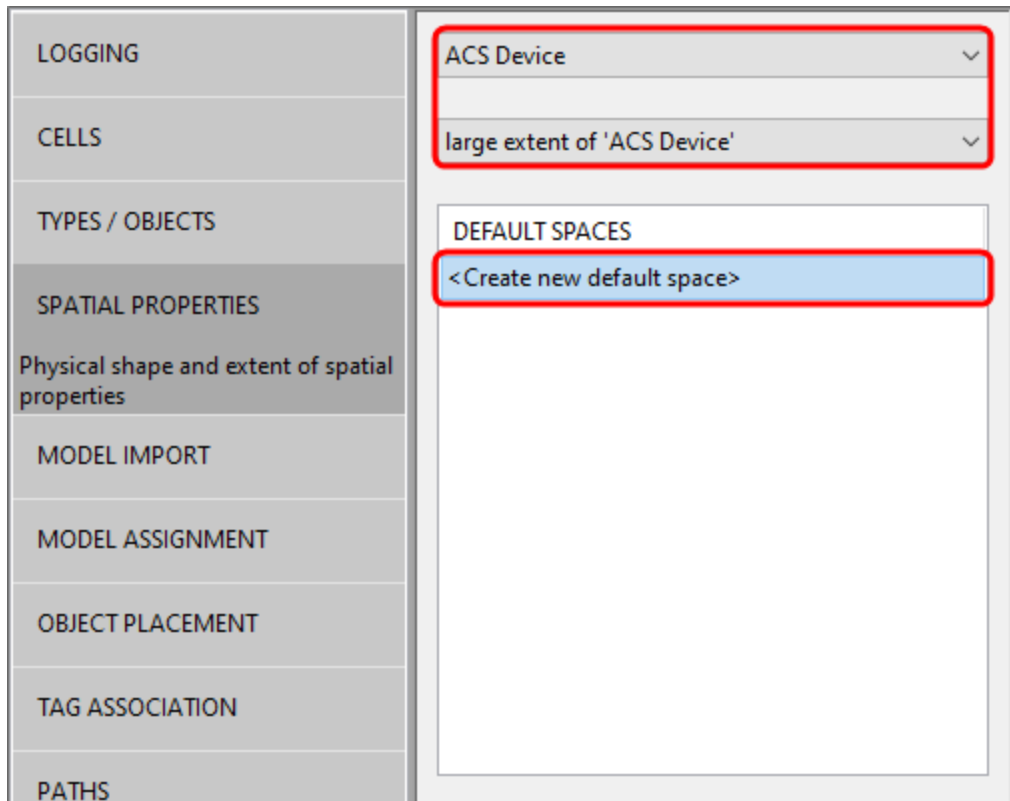 LOGGING
CELLS
TYPES / OBJECTS
SPATIAL PROPERTIES
Physical shape and extent of spatial
properties
MODEL IMPORT
MODEL ASSIGNMENT
OBJECT PLACEMENT
TAG ASSOCIATION
PATHS
ACS Device
large extent of 'ACS Device'
DEFAULT SPACES
<Create new default space>